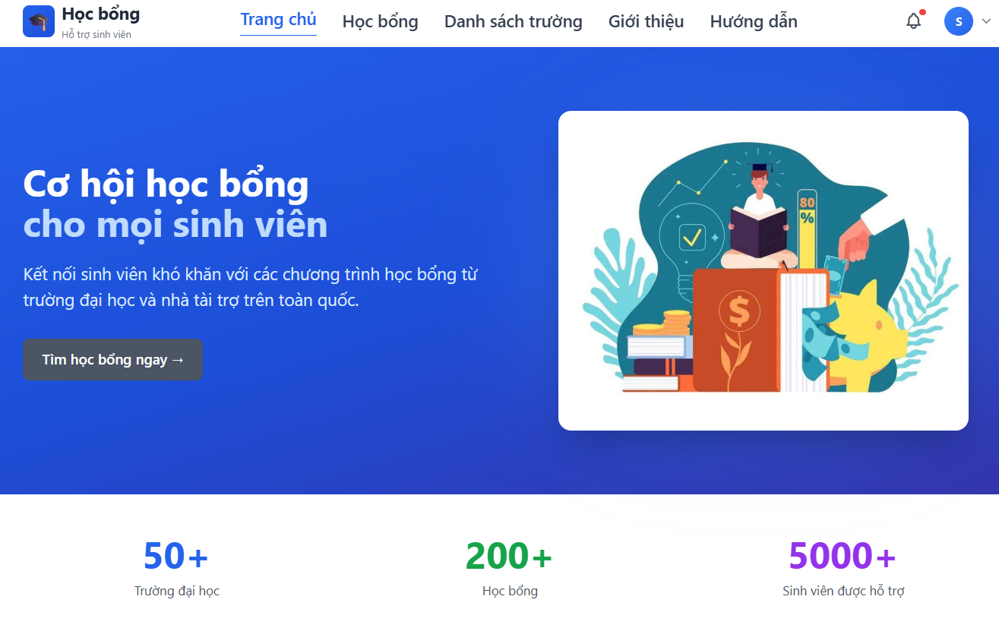 Học bổng
Hỗ trợ sinh viên
Trang chủ
Học bổng
Danh sách trường
Giới thiệu
Hướng dẫn
S
Cơ hội học bổng
cho mọi sinh viên
Kết nối sinh viên khó khăn với các chương trình học bổng từ
trường đại học và nhà tài trợ trên toàn quốc.
Tìm học bổng ngay →
80
%
$
50+
Trường đại học
200+
Học bổng
5000+
Sinh viên được hỗ trợ